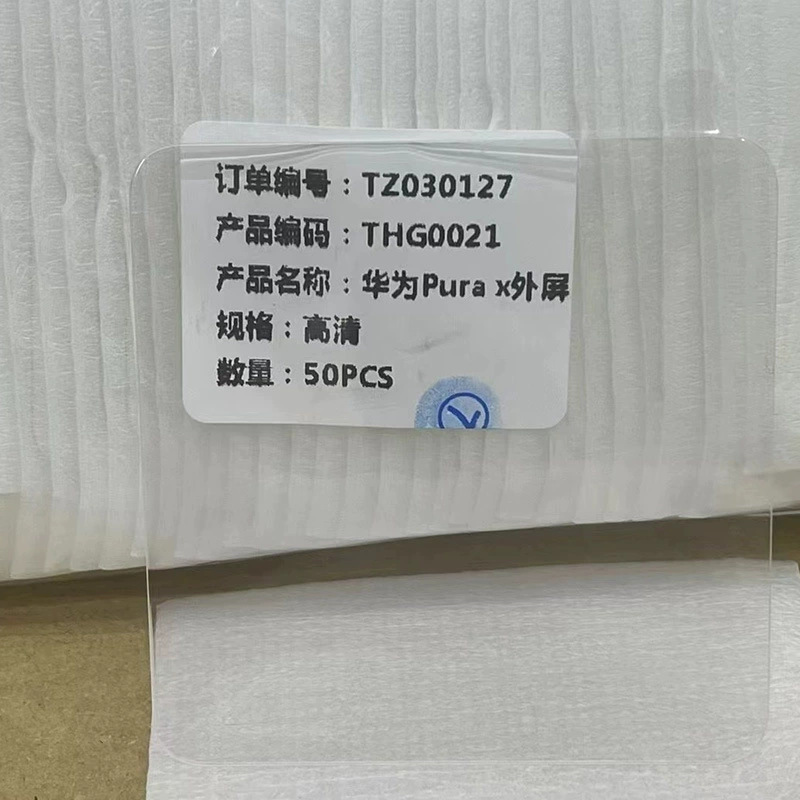 订单编号：TZ030127
产品编码：THG0021
产品名称：华为Pura x外屏
规格：高清
数量：50PCS